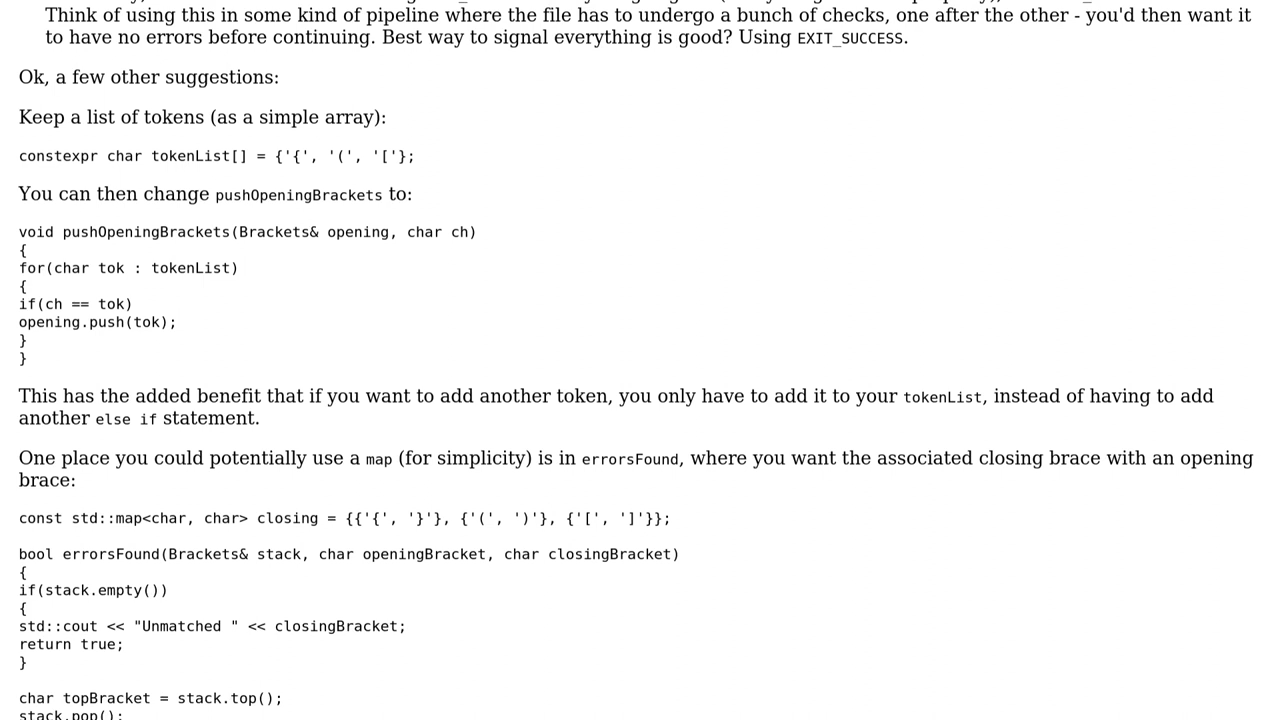 Think of using this in some kind of pipeline where the file has to undergo a bunch of checks, one after the other - you'd then want it
to have no errors before continuing. Best way to signal everything is good? Using EXIT_SUCCESS.
Ok, a few other suggestions:
Keep a list of tokens (as a simple array):
constexpr char tokenList[] = {'{', '(', '['};
You can then change pushOpeningBrackets to:
void pushOpeningBrackets(Brackets& opening, char ch)
{
for(char tok : tokenList)
{
if(ch == tok)
opening.push(tok);
}
}
This has the added benefit that if you want to add another token, you only have to add it to your tokenList, instead of having to add
another else if statement.
One place you could potentially use a map (for simplicity) is in errorsFound, where you want the associated closing brace with an opening
brace:
const std::map<char, char> closing = {{'{', '}'}, {'(', ')'}, {'[', ']'}};
bool errorsFound(Brackets& stack, char openingBracket, char closingBracket)
{
if(stack.empty())
{
std::cout << "Unmatched " << closingBracket;
return true;
}
char topBracket = stack.top();
stack.pop();